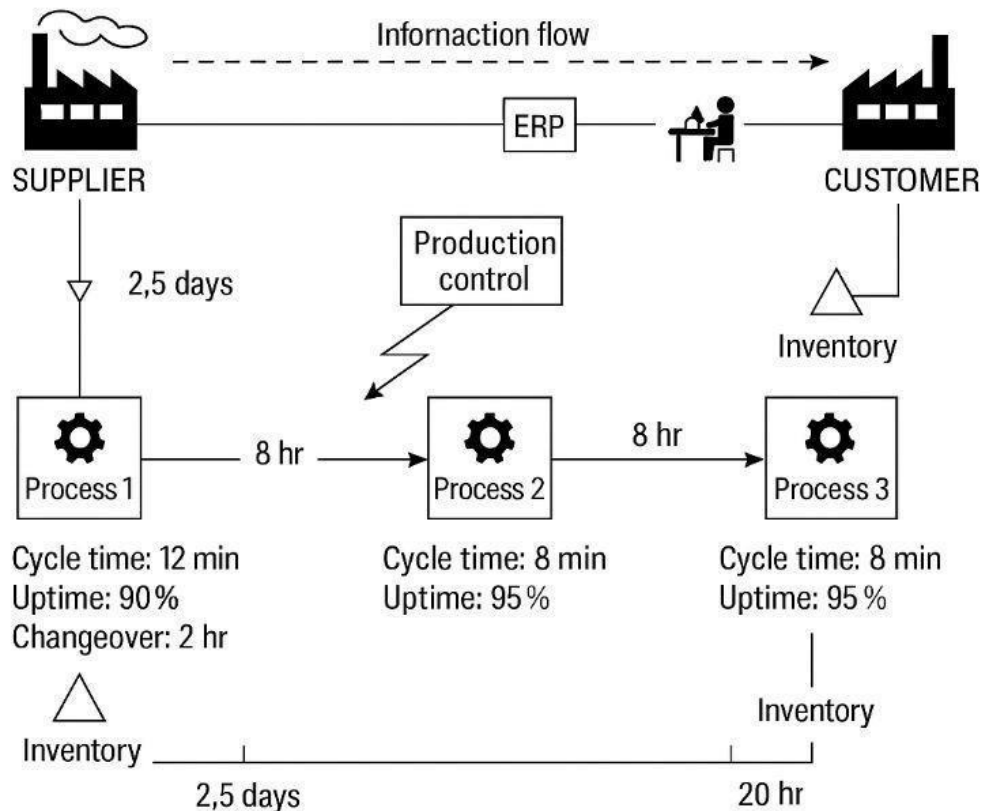 Infornaction flow
ERP
SUPPLIER
CUSTOMER
Production
control
2,5 days
Inventory
8 hr
8 hr
Process 1
Process 2
Process 3
Cycle time: 12 min
Uptime: 90%
Changeover: 2 hr
Cycle time: 8 min
Uptime: 95%
Cycle time: 8 min
Uptime: 95%
Inventory
Inventory
2,5 days
20 hr